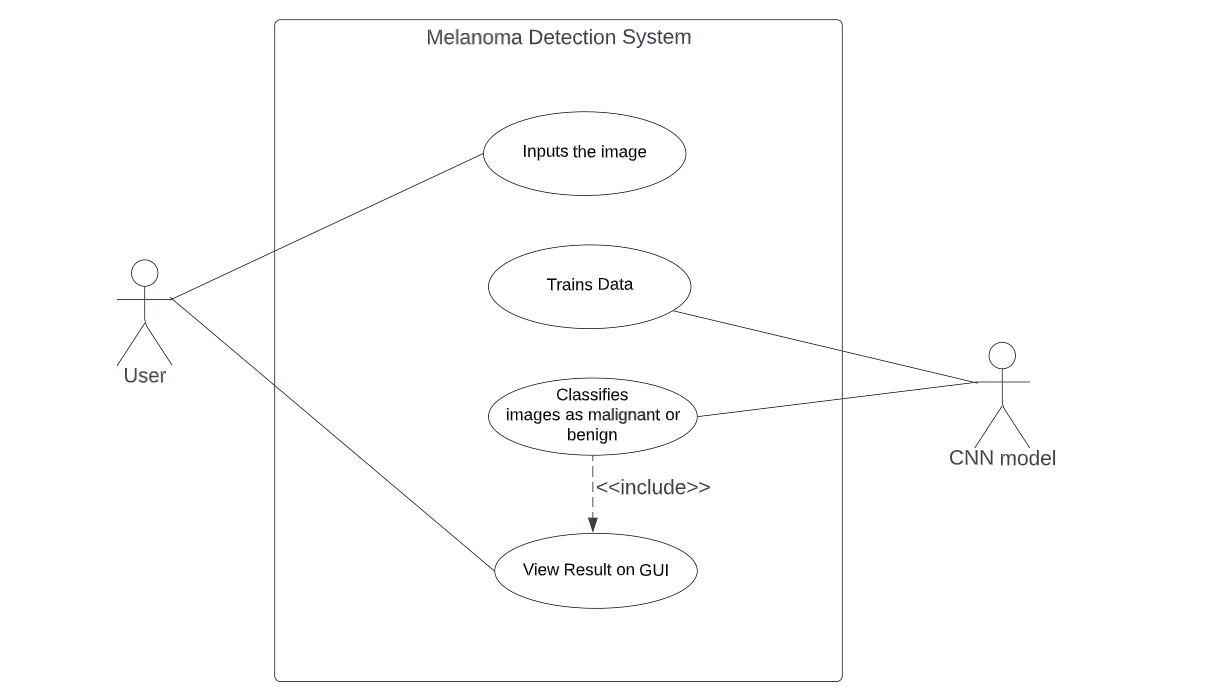 Melanoma Detection System
Inputs the image
Trains Data
Classifies
images as malignant or
benign
User
CNN model
<<include>>
View Result on GUI